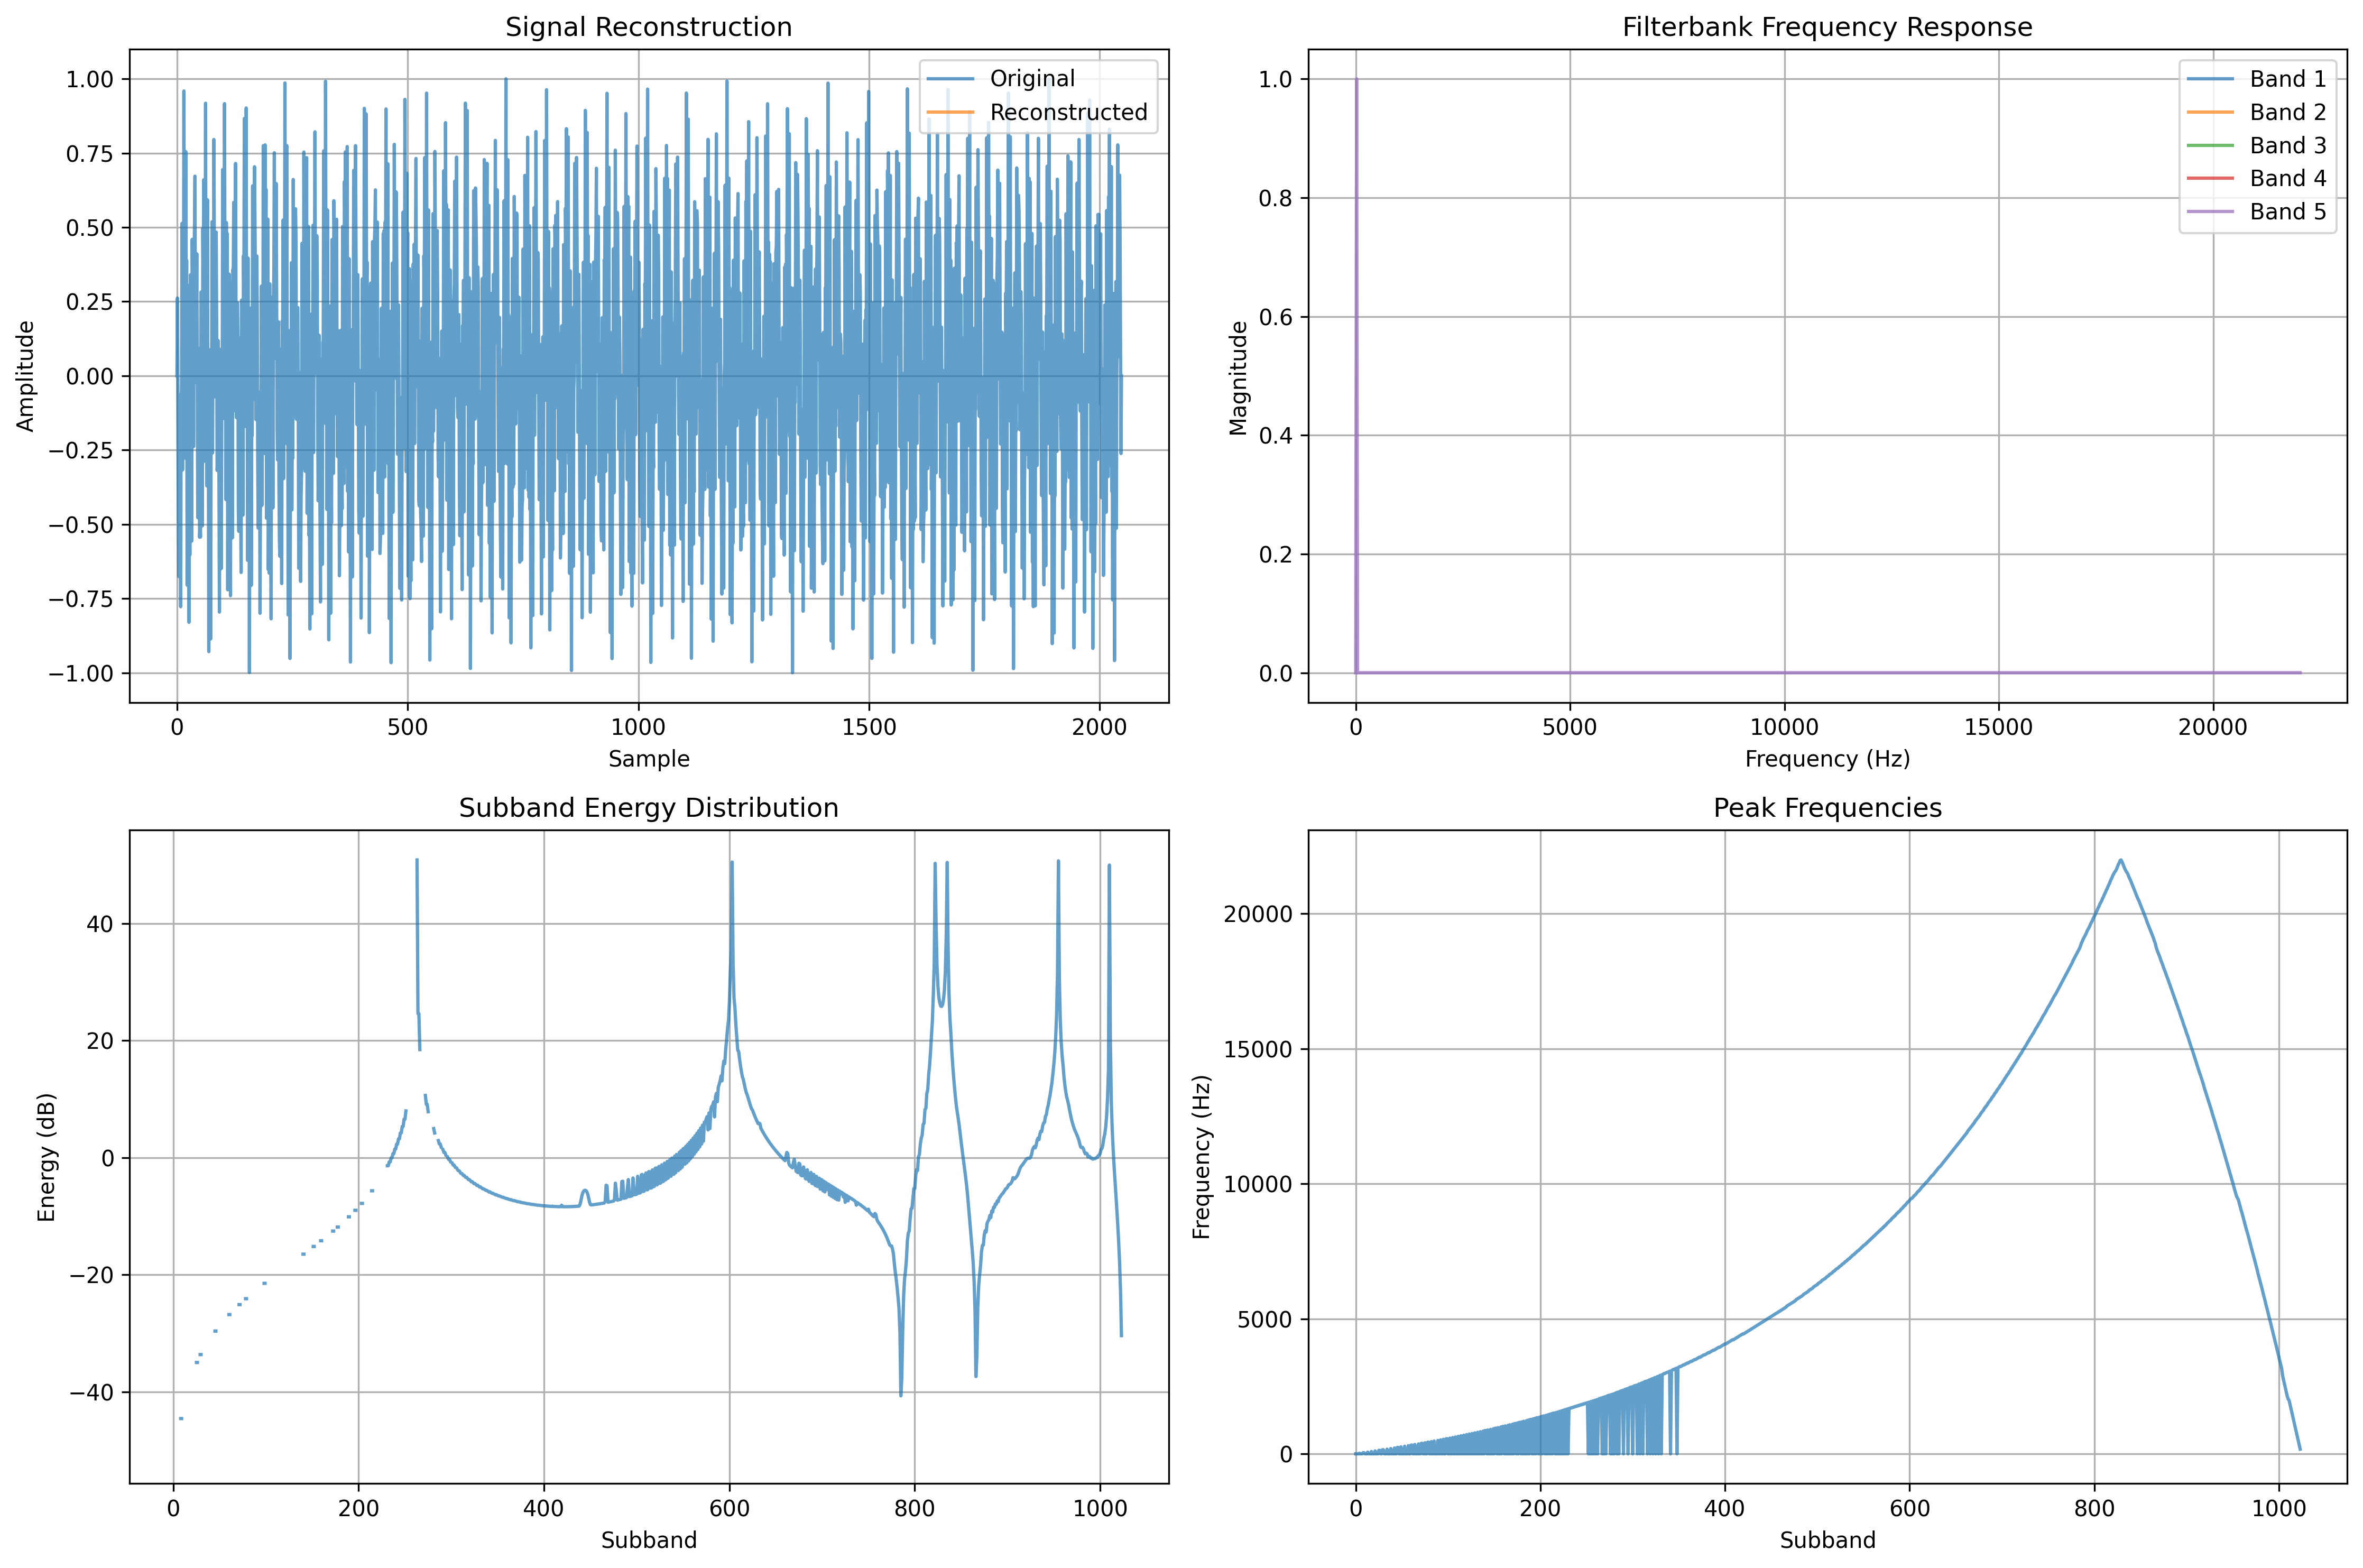 Signal Reconstruction
Amplitude
1.00
0.75
0.50
0.25
0.00
−0.25
−0.50
−0.75
−1.00
Original
Reconstructed
0 500 1000 1500 2000
Sample
Filterbank Frequency Response
Magnitude
1.0
0.8
0.6
0.4
0.2
0.0
Band 1
Band 2
Band 3
Band 4
Band 5
0 5000 10000 15000 20000
Frequency (Hz)
Subband Energy Distribution
Energy (dB)
40
20
0
−20
−40
0 200 400 600 800 1000
Subband
Peak Frequencies
Frequency (Hz)
20000
15000
10000
5000
0
0 200 400 600 800 1000
Subband